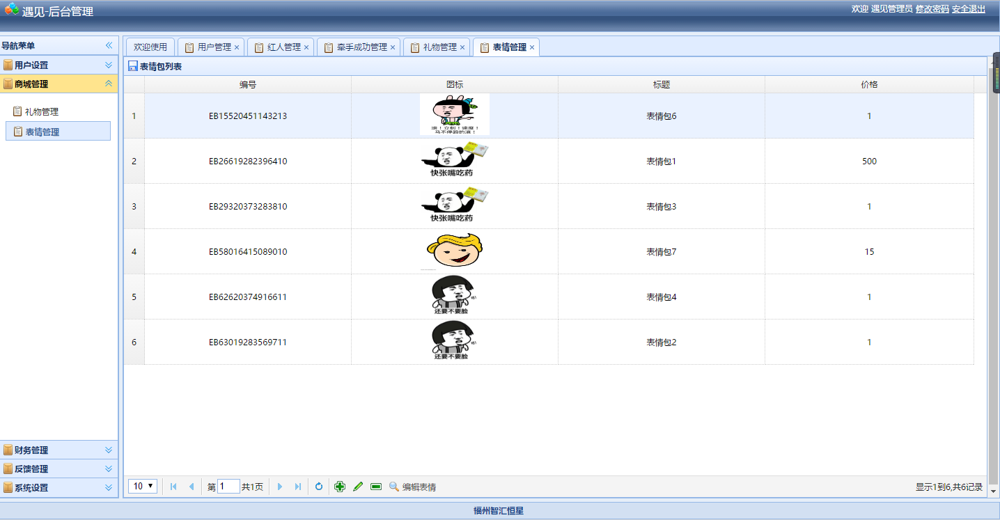 遇见-后台管理
欢迎 遇见管理员 修改密码 安全退出
导航菜单
用户设置
商城管理
礼物管理
表情管理
财务管理
反馈管理
系统设置
欢迎使用 用户管理 红人管理 牵手成功管理 礼物管理 表情管理
表情包列表
编号 图标 标题 价格
1 EB15520451143213 表情包6 1
滚！立刻！速度！
马不停蹄的滚！
2 EB26619282396410 表情包1 500
快张嘴吃药
3 EB29320373283810 表情包3 1
快张嘴吃药
4 EB58016415089010 表情包7 15
5 EB62620374916611 表情包4 1
还要不要脸
6 EB63019283569711 表情包2 1
还要不要脸
10 第 1 共1页 编辑表情 显示1到6,共6记录
福州智汇恒星